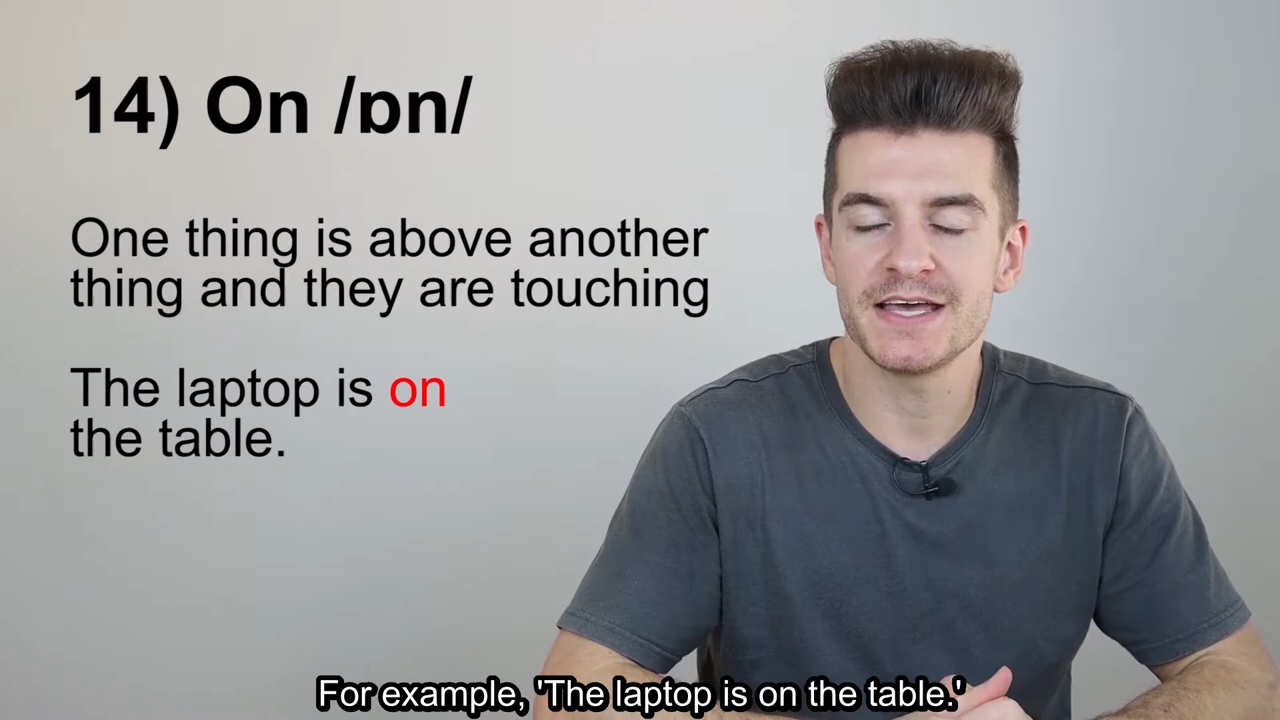 14) On /ɒn/
One thing is above another
thing and they are touching
The laptop is on
the table.
For example, 'The laptop is on the table.'